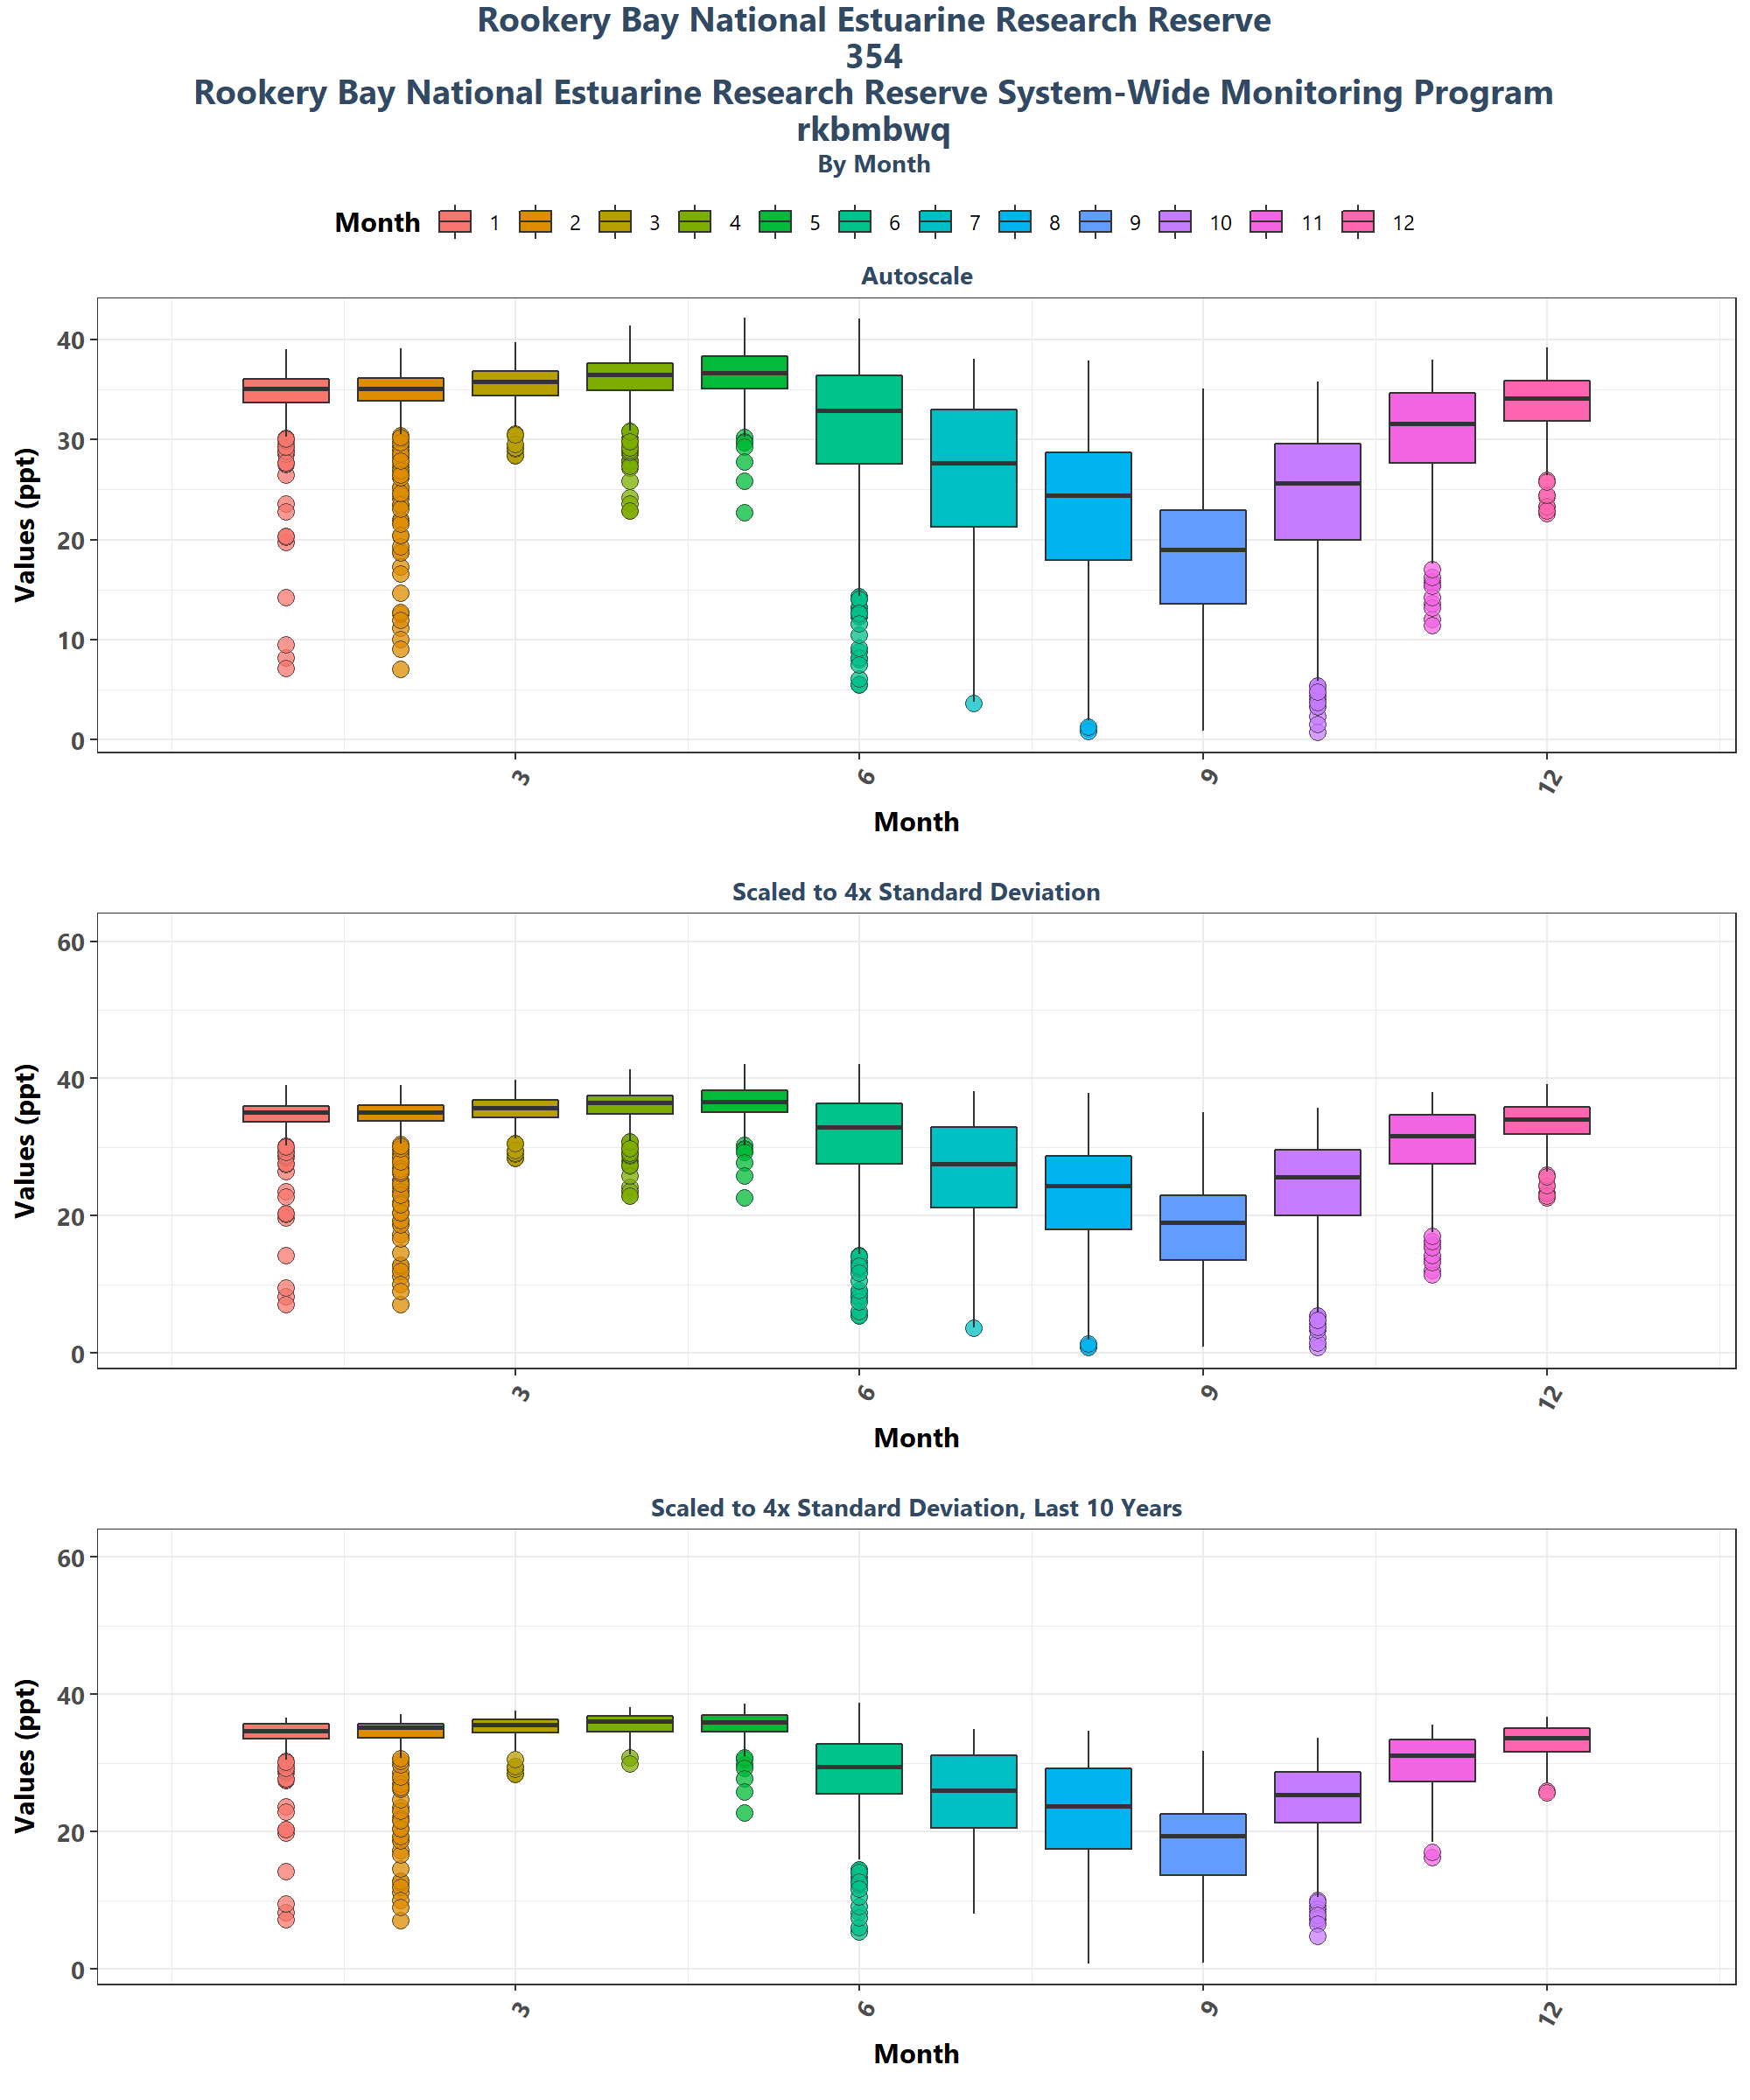 Rookery Bay National Estuarine Research Reserve
354
Rookery Bay National Estuarine Research Reserve System-Wide Monitoring Program
rkbmbwq
By Month
Month 1 2 3 4 5 6 7 8 9 10 11 12
Autoscale
Values (ppt)
40
30
20
10
0
3 6 9 12
Month
Scaled to 4x Standard Deviation
Values (ppt)
60
40
20
0
3 6 9 12
Month
Scaled to 4x Standard Deviation, Last 10 Years
Values (ppt)
60
40
20
0
3 6 9 12
Month